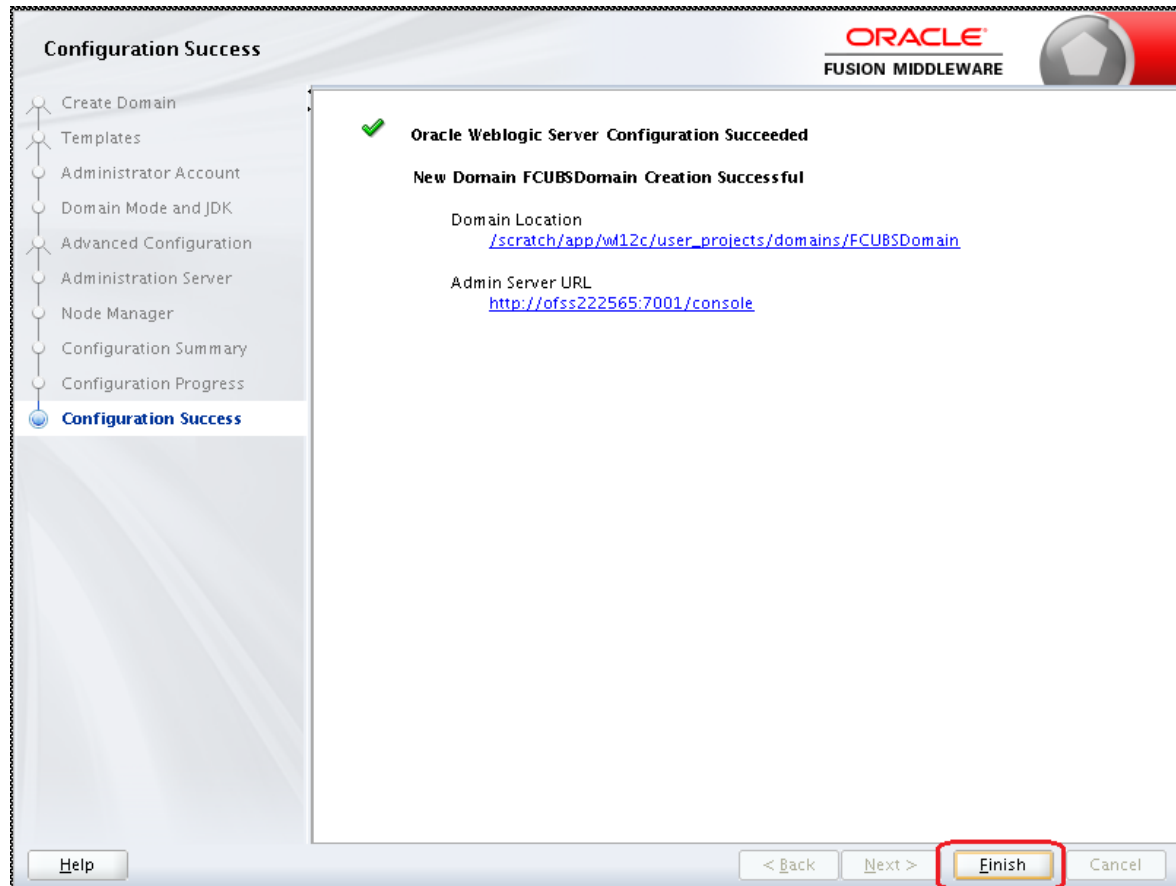 Configuration Success
ORACLE
FUSION MIDDLEWARE
Create Domain
Templates
Administrator Account
Domain Mode and JDK
Advanced Configuration
Administration Server
Node Manager
Configuration Summary
Configuration Progress
Configuration Success
Oracle Weblogic Server Configuration Succeeded
New Domain FCUBSDomain Creation Successful
Domain Location
/scratch/app/wl12c/user_projects/domains/FCUBSDomain
Admin Server URL
http://ofss222565:7001/console
Help
< Back
Next >
Finish
Cancel